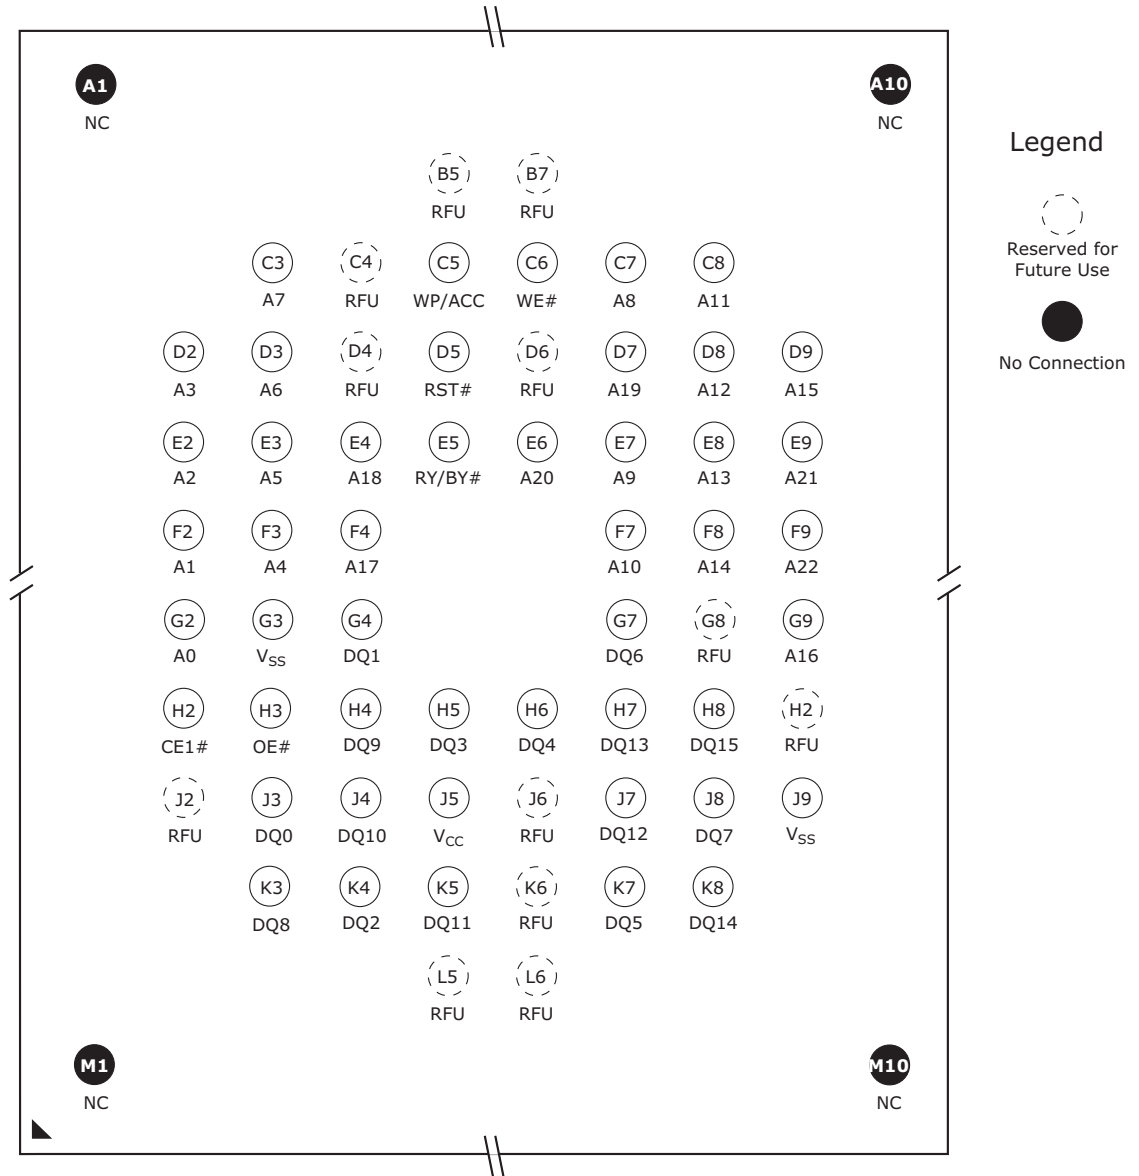 A1 A10
NC NC
Legend
B5 B7
RFU RFU
Reserved for
Future Use
C3 C4 C5 C6 C7 C8
A7 RFU WP/ACC WE# A8 A11
No Connection
D2 D3 D4 D5 D6 D7 D8 D9
A3 A6 RFU RST# RFU A19 A12 A15
E2 E3 E4 E5 E6 E7 E8 E9
A2 A5 A18 RY/BY# A20 A9 A13 A21
F2 F3 F4 F7 F8 F9
A1 A4 A17 A10 A14 A22
G2 G3 G4 G7 G8 G9
A0 VSS DQ1 DQ6 RFU A16
H2 H3 H4 H5 H6 H7 H8 H2
CE1# OE# DQ9 DQ3 DQ4 DQ13 DQ15 RFU
J2 J3 J4 J5 J6 J7 J8 J9
RFU DQ0 DQ10 VCC RFU DQ12 DQ7 VSS
K3 K4 K5 K6 K7 K8
DQ8 DQ2 DQ11 RFU DQ5 DQ14
L5 L6
RFU RFU
M1 M10
NC NC